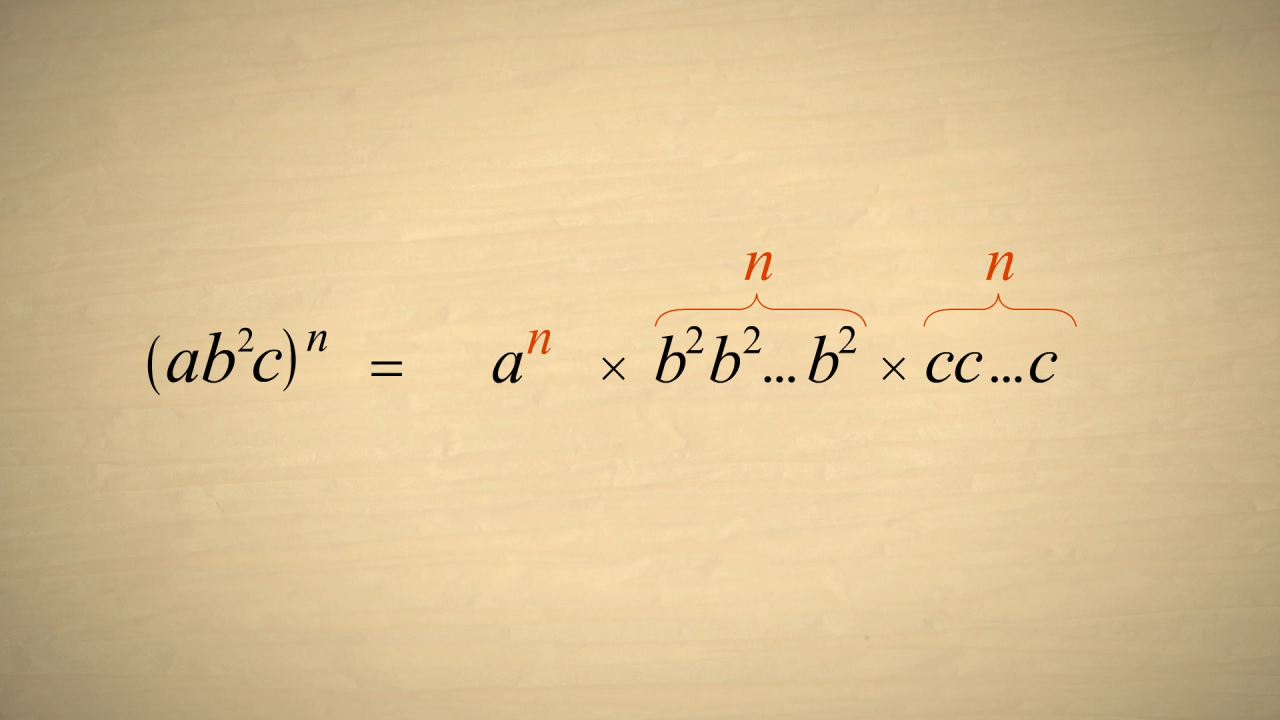 n n
(ab²c)ⁿ = aⁿ × b²b²...b² × cc...c